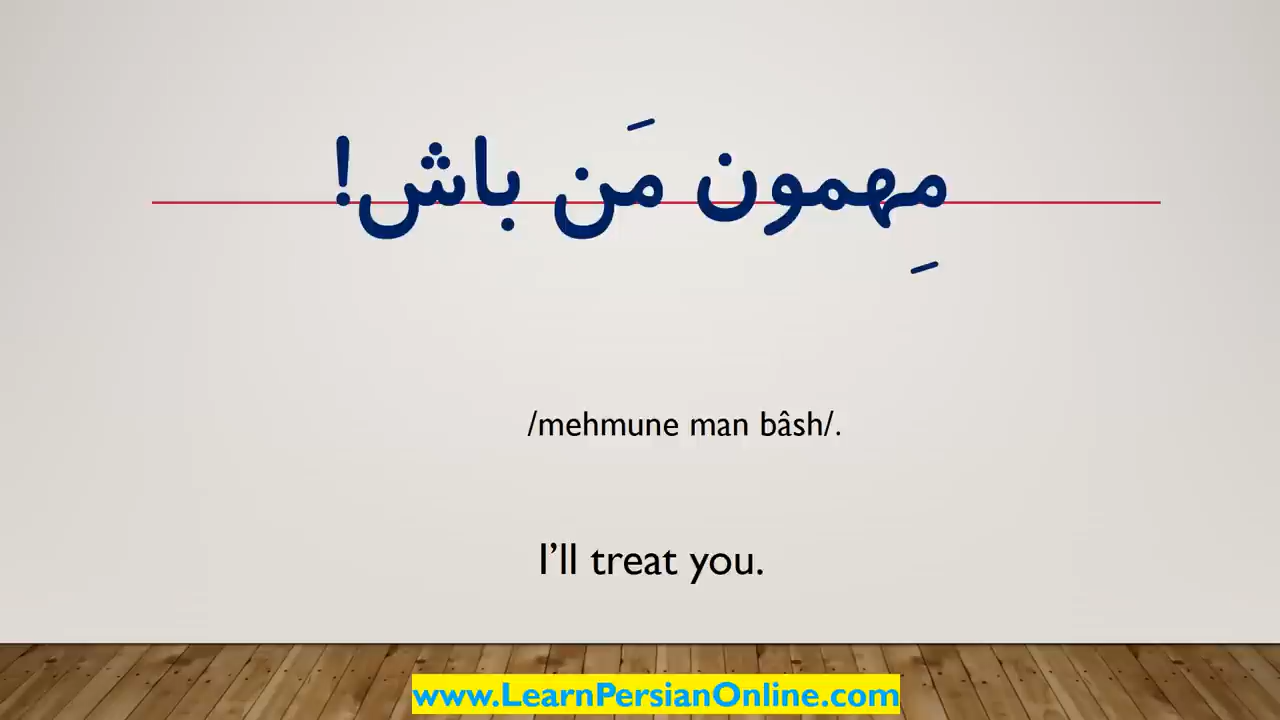 مِهمون مَن باش!
/mehmune man bâsh/.
I'll treat you.
www.LearnPersianOnline.com